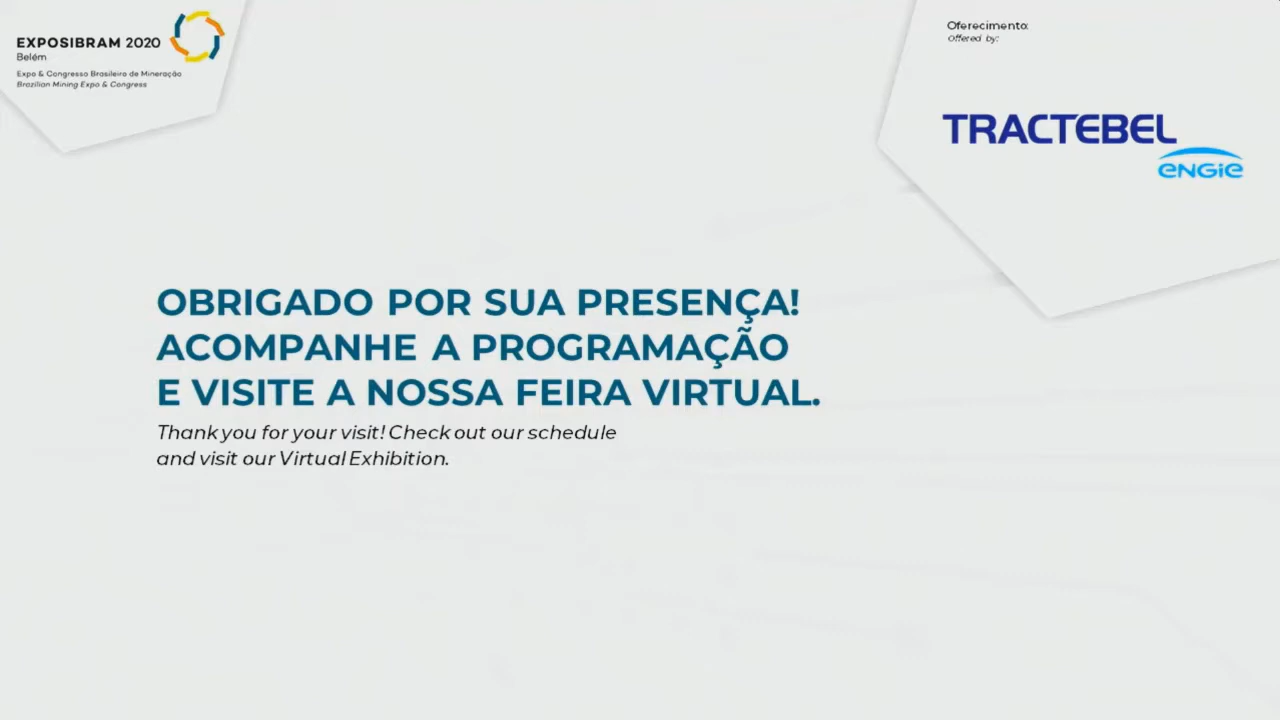 EXPOSIBRAM 2020
Belém
Expo & Congresso Brasileiro de Mineração
Brazilian Mining Expo & Congress
Oferecimento:
Offered by:
TRACTEBEL
ENGIE
OBRIGADO POR SUA PRESENÇA!
ACOMPANHE A PROGRAMAÇÃO
E VISITE A NOSSA FEIRA VIRTUAL.
Thank you for your visit! Check out our schedule
and visit our Virtual Exhibition.